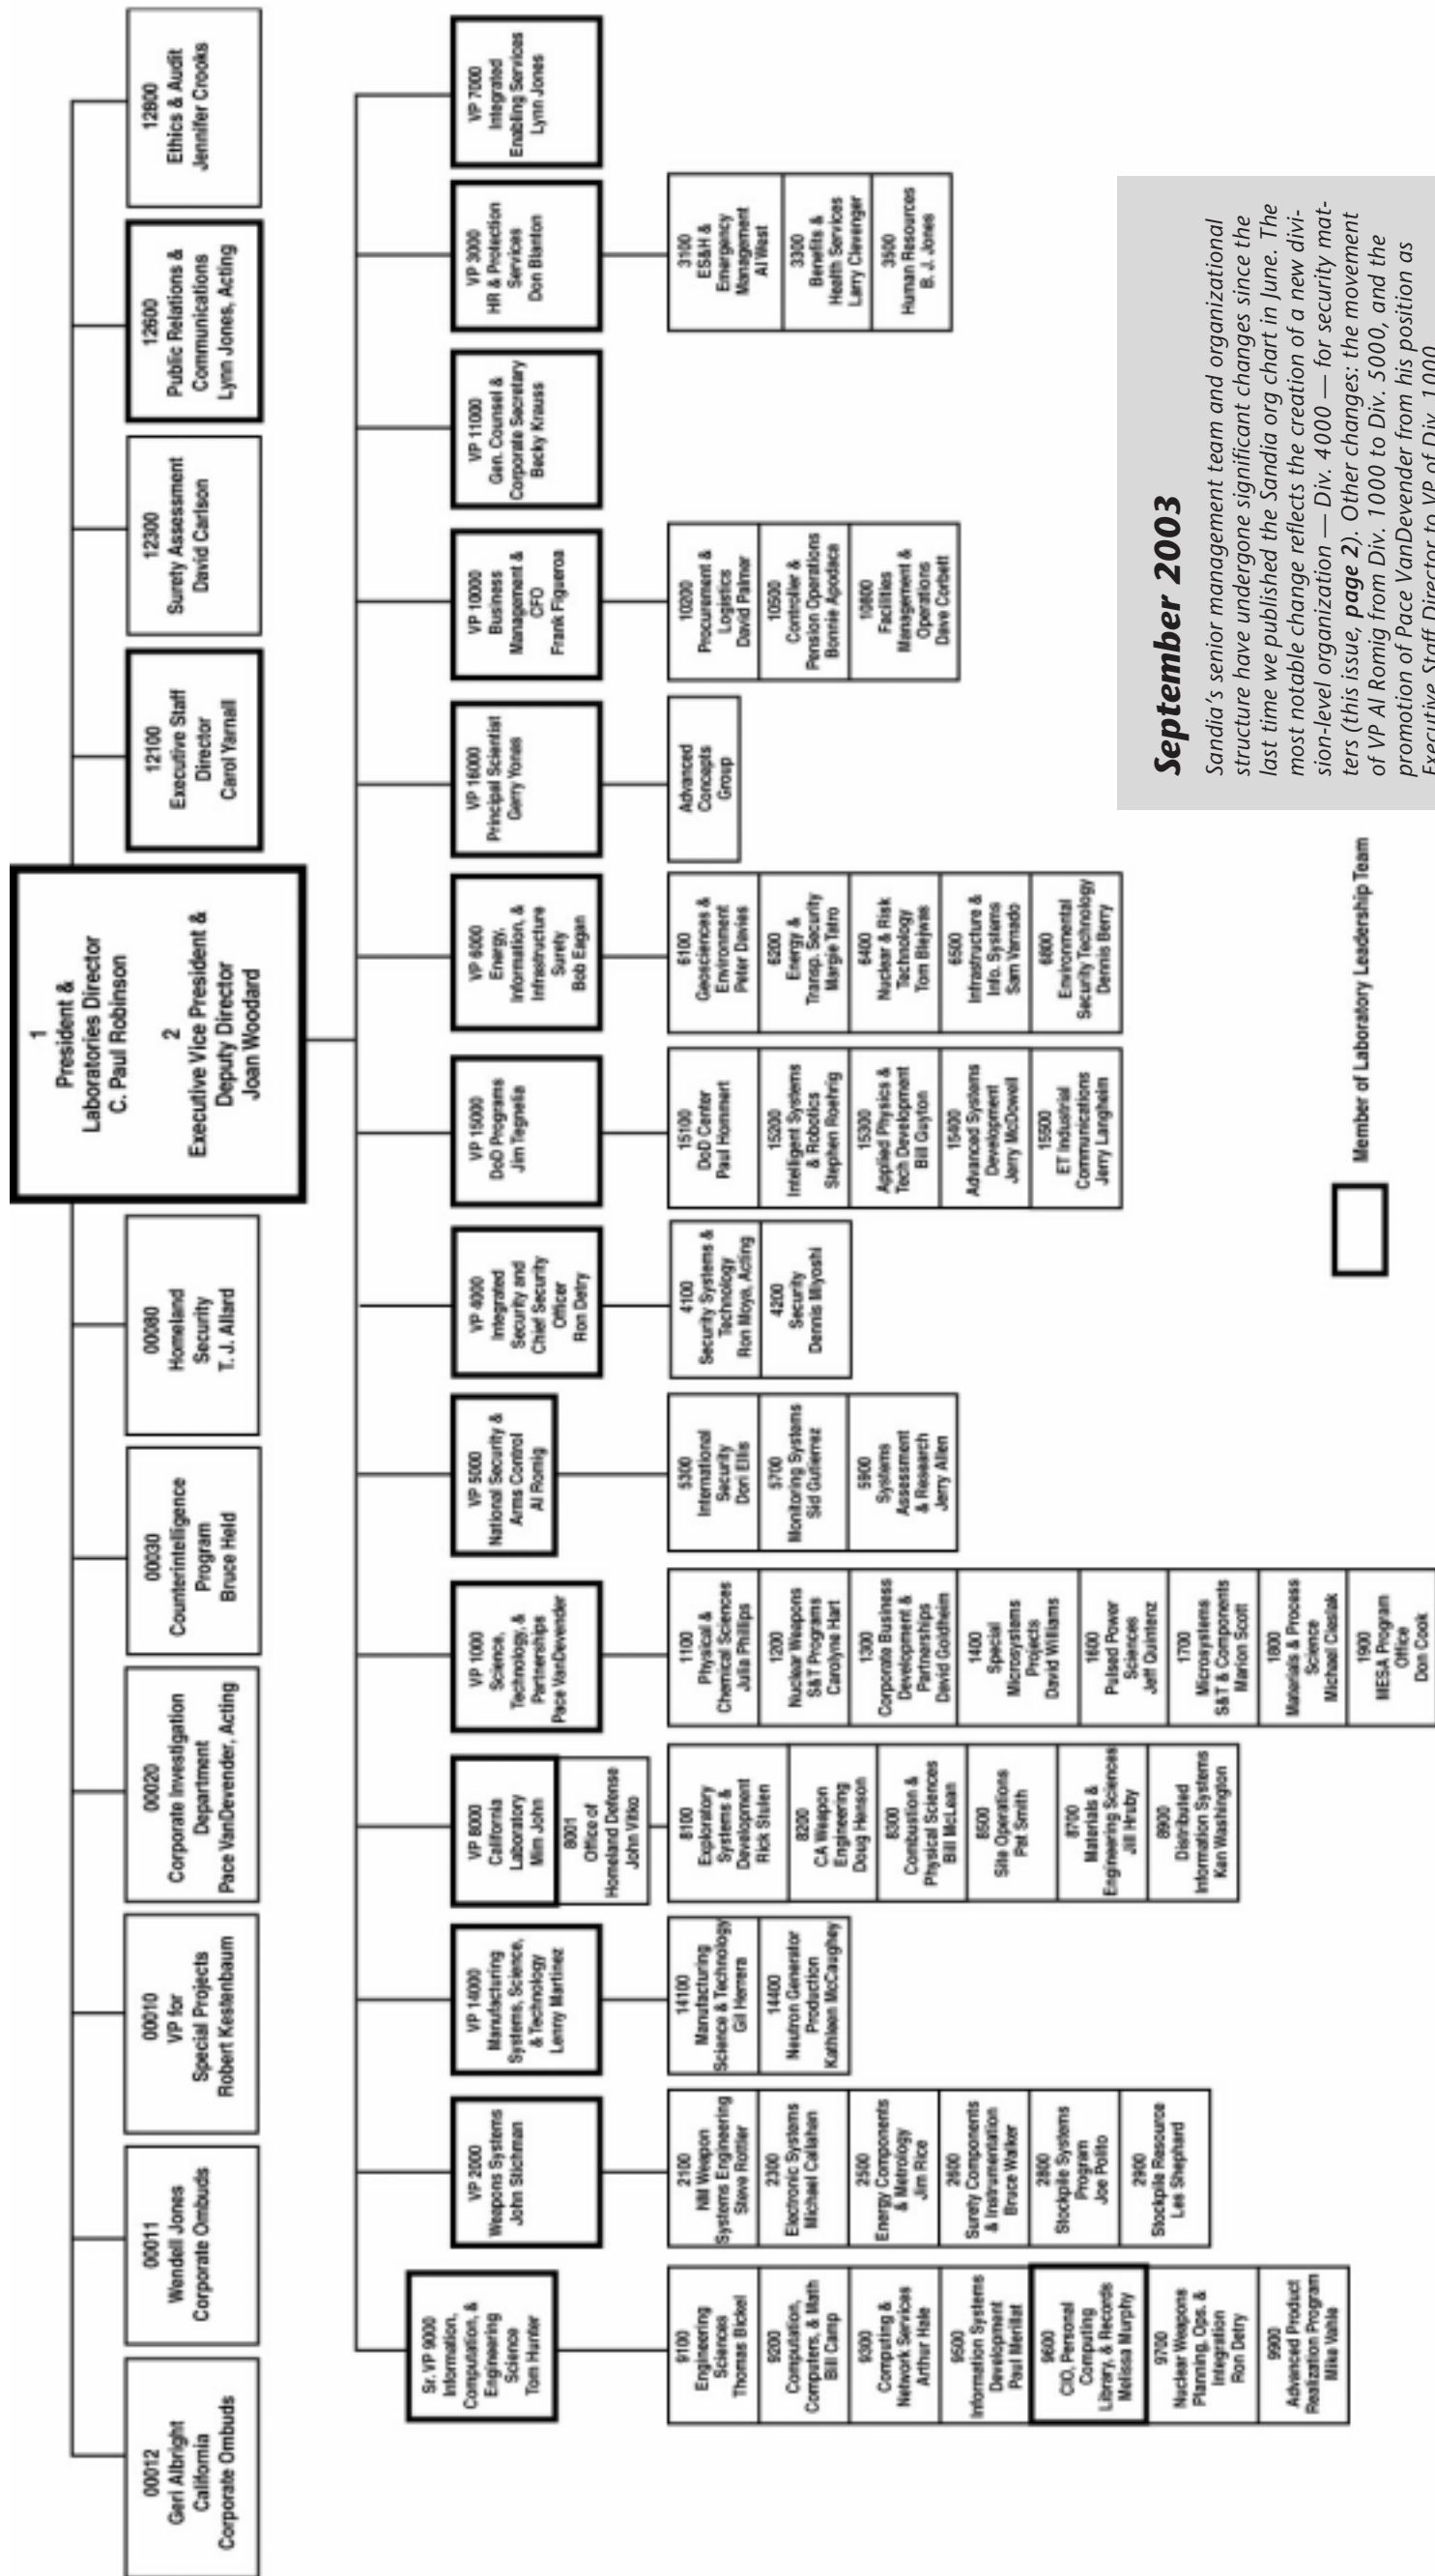 1
President &
Laboratories Director
C. Paul Robinson
2
Executive Vice President &
Deputy Director
Joan Woodard
00012
Geri Albright
California
Corporate Ombuds
00011
Wendell Jones
Corporate Ombuds
00010
VP for
Special Projects
Robert Kestenbaum
00020
Corporate Investigation
Department
Pace VanDevender, Acting
00030
Counterintelligence
Program
Bruce Held
00080
Homeland
Security
T. J. Allard
12100
Executive Staff
Director
Carol Yarnall
12300
Surety Assessment
David Carlson
12600
Public Relations &
Communications
Lynn Jones, Acting
12800
Ethics & Audit
Jennifer Crooks
Sr. VP 9000
Information,
Computation, &
Engineering
Science
Tom Hunter
9100
Engineering
Sciences
Thomas Bickel
9200
Computation,
Computers, & Math
Bill Camp
9300
Computing &
Network Services
Arthur Hale
9500
Information Systems
Development
Paul Merillat
9600
CIO, Personal
Computing
Library, & Records
Melissa Murphy
9700
Nuclear Weapons
Planning, Ops. &
Integration
Ron Detry
9900
Advanced Product
Realization Program
Mike Vahle
VP 2000
Weapons Systems
John Stichman
2100
NM Weapon
Systems Engineering
Steve Rottler
2300
Electronic Systems
Michael Callahan
2500
Energy Components
& Metrology
Jim Rice
2600
Surety Components
& Instrumentation
Bruce Walker
2800
Stockpile Systems
Program
Joe Polito
2900
Stockpile Resource
Les Shephard
VP 14000
Manufacturing
Systems, Science,
& Technology
Lenny Martinez
14100
Manufacturing
Science & Technology
Gil Herrera
14400
Neutron Generator
Production
Kathleen McCaughey
VP 8000
California
Laboratory
Mim John
8001
Office of
Homeland Defense
John Vitko
8100
Exploratory
Systems &
Development
Rick Stulen
8200
CA Weapon
Engineering
Doug Henson
8300
Combustion &
Physical Sciences
Bill McLean
8500
Site Operations
Pat Smith
8700
Materials &
Engineering Sciences
Jill Hruby
8900
Distributed
Information Systems
Ken Washington
VP 1000
Science,
Technology, &
Partnerships
Pace VanDevender
1100
Physical &
Chemical Sciences
Julia Phillips
1200
Nuclear Weapons
S&T Programs
Carolyne Hart
1300
Corporate Business
Development &
Partnerships
David Goldheim
1400
Special
Microsystems
Projects
David Williams
1600
Pulsed Power
Sciences
Jeff Quintenz
1700
Microsystems
S&T & Components
Marion Scott
1800
Materials & Process
Science
Michael Cieslak
1900
MESA Program
Office
Don Cook
VP 5000
National Security &
Arms Control
Al Romig
5300
International
Security
Dori Ellis
5700
Monitoring Systems
Sid Gutierrez
5900
Systems
Assessment
& Research
Jerry Allen
VP 4000
Integrated
Security and
Chief Security
Officer
Ron Detry
4100
Security Systems &
Technology
Ron Moya, Acting
4200
Security
Dennis Miyoshi
VP 15000
DoD Programs
Jim Tegnelia
15100
DoD Center
Paul Hommert
15200
Intelligent Systems
& Robotics
Stephen Roehrig
15300
Applied Physics &
Tech Development
Bill Guyton
15400
Advanced Systems
Development
Jerry McDowell
15500
ET Industrial
Communications
Jerry Langheim
VP 6000
Energy,
Information, &
Infrastructure
Surety
Bob Eagan
6100
Geosciences &
Environment
Peter Davies
6200
Energy &
Transp. Security
Margie Tatro
6400
Nuclear & Risk
Technology
Tom Blejwas
6500
Infrastructure &
Info. Systems
Sam Varnado
6800
Environmental
Security Technology
Dennis Berry
VP 16000
Principal Scientist
Gerry Yonas
Advanced
Concepts
Group
VP 10000
Business
Management &
CFO
Frank Figueroa
10200
Procurement &
Logistics
David Palmer
10500
Controller &
Pension Operations
Bonnie Apodaca
10800
Facilities
Management &
Operations
Dave Corbett
VP 11000
Gen. Counsel &
Corporate Secretary
Becky Krauss
VP 3000
HR & Protection
Services
Don Blanton
3100
ES&H &
Emergency
Management
Al West
3300
Benefits &
Health Services
Larry Clevenger
3500
Human Resources
B. J. Jones
VP 7000
Integrated
Enabling Services
Lynn Jones
Member of Laboratory Leadership Team
September 2003
Sandia's senior management team and organizational
structure have undergone significant changes since the
last time we published the Sandia org chart in June. The
most notable change reflects the creation of a new divi-
sion-level organization — Div. 4000 — for security mat-
ters (this issue, page 2). Other changes: the movement
of VP Al Romig from Div. 1000 to Div. 5000, and the
promotion of Pace VanDevender from his position as
Executive Staff Director to VP of Div. 1000.